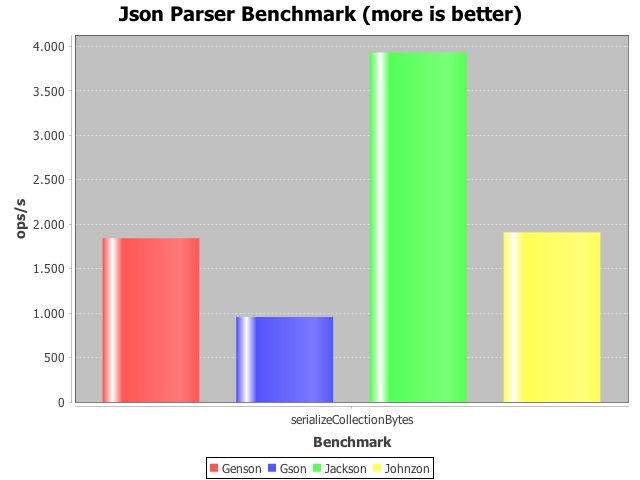 Json Parser Benchmark (more is better)
4.000
3.500
3.000
2.500
2.000
1.500
1.000
500
0
ops/s
serializeCollectionBytes
Benchmark
Genson Gson Jackson Johnzon